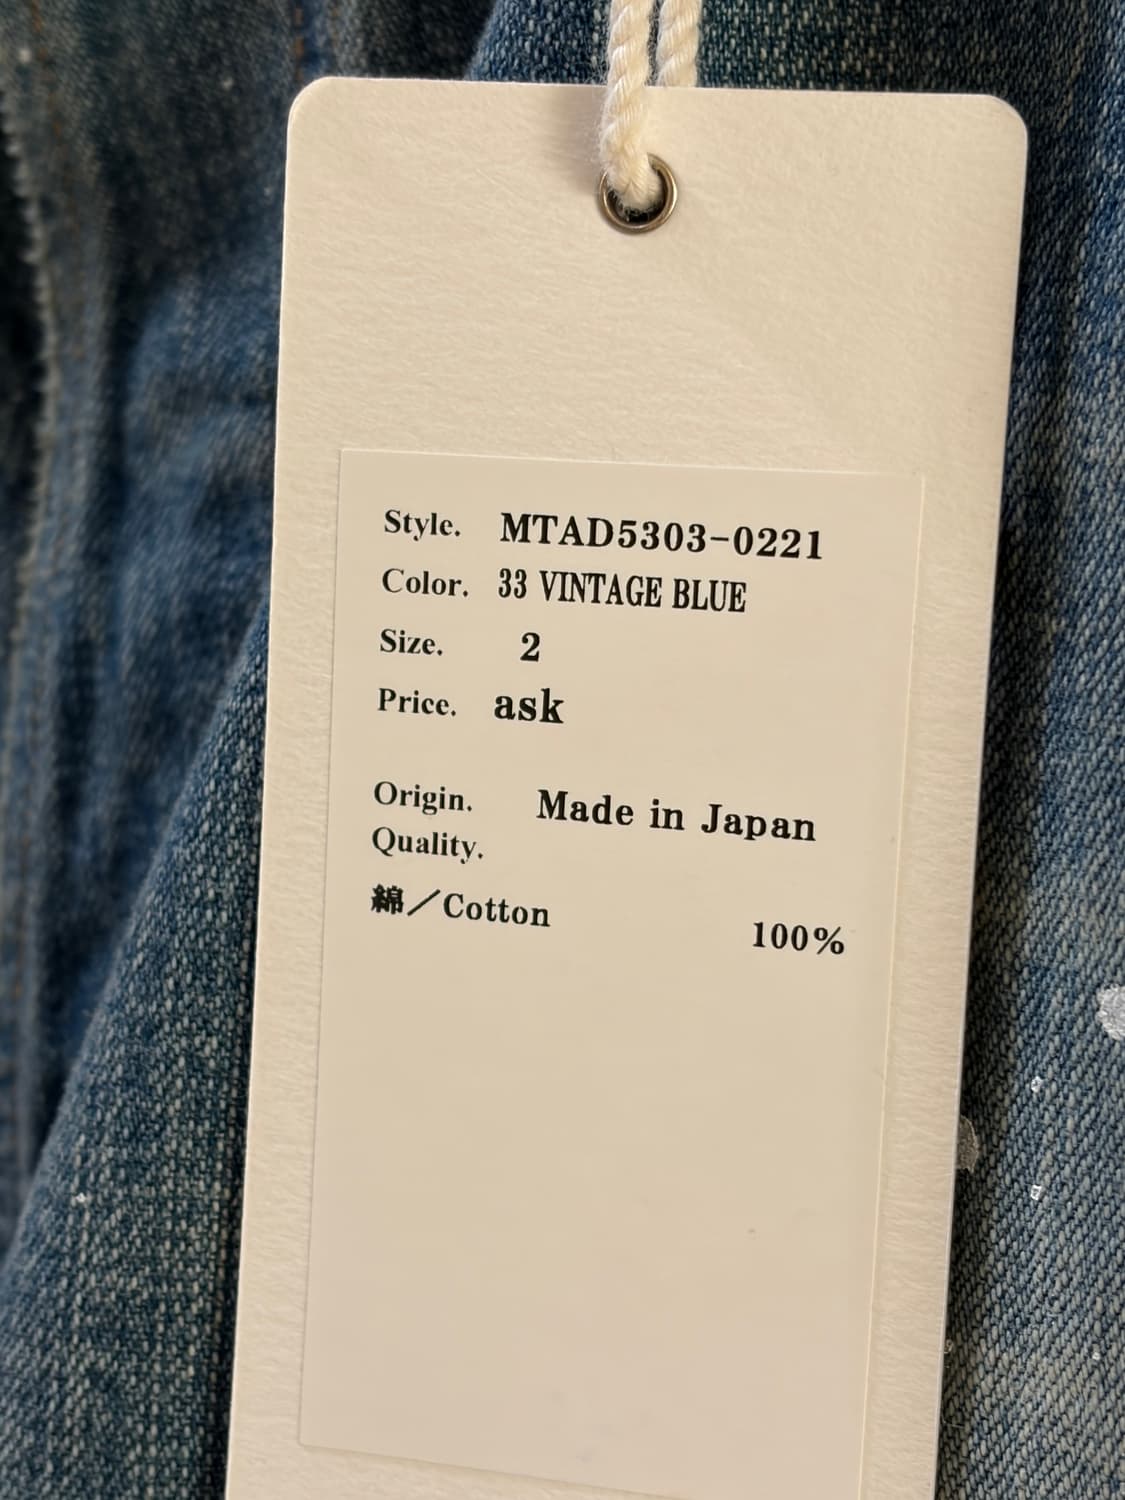 Style. MTAD5303-0221
Color. 33 VINTAGE BLUE
Size. 2
Price. ask
Origin. Made in Japan
Quality.
綿／Cotton 100%